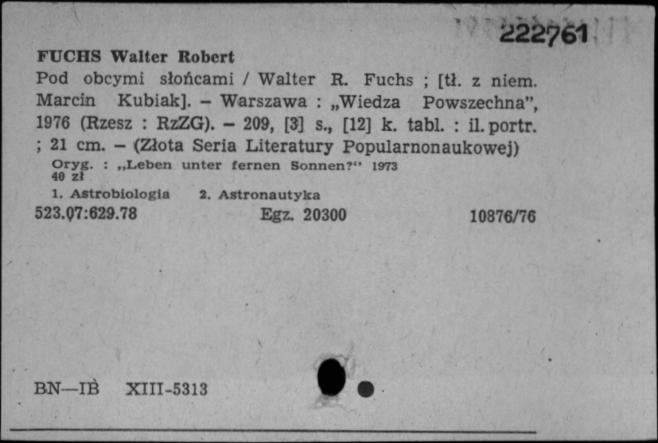 222761
FUCHS Walter Robert
Pod obcymi słońcami / Walter R. Fuchs ; [tł. z niem.
Marcin Kubiak]. — Warszawa : „Wiedza Powszechna”,
1976 (Rzesz : RzZG). — 209, [3] s., [12] k. tabl. : il. portr.
; 21 cm. — (Złota Seria Literatury Popularnonaukowej)
Oryg. : „Leben unter fernen Sonnen?“ 1973
40 zł
1. Astrobiologia 2. Astronautyka
523.07:629.78 Egz. 20300 10876/76
BN—IB XIII-5313